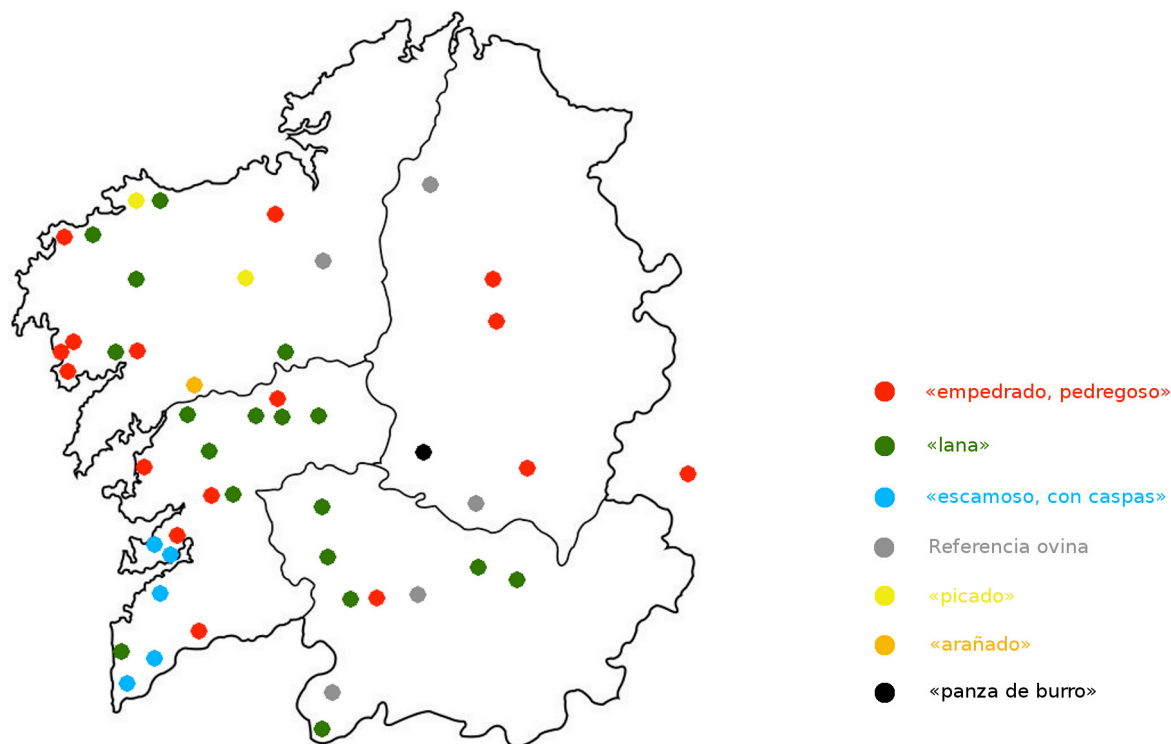 «empedrado, pedregoso»
«lana»
«escamoso, con caspas»
Referencia ovina
«picado»
«arañado»
«panza de burro»